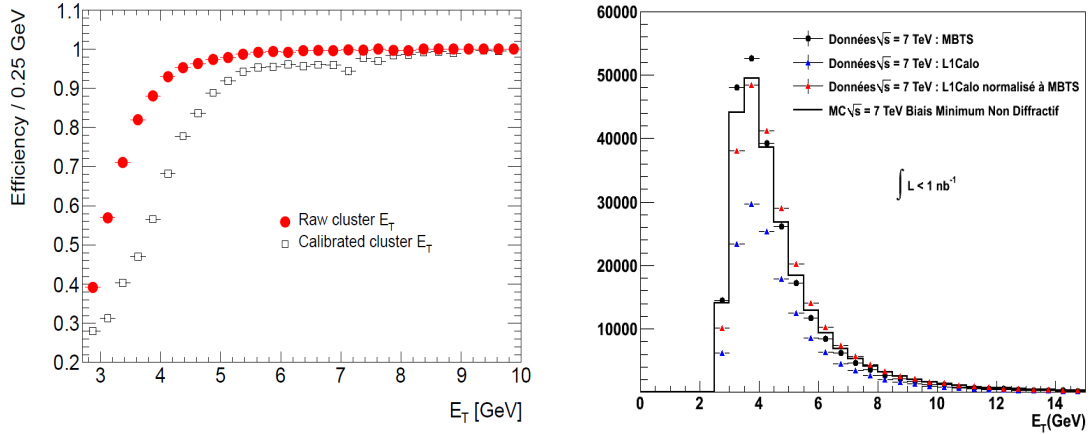 Efficiency / 0.25 GeV
1.1
1
0.9
0.8
0.7
0.6
0.5
0.4
0.3
0.2
Raw cluster E_T
Calibrated cluster E_T
3 4 5 6 7 8 9 10
E_T [GeV]
60000
50000
40000
30000
20000
10000
Données √s = 7 TeV : MBTS
Données √s = 7 TeV : L1Calo
Données √s = 7 TeV : L1Calo normalisé à MBTS
MC √s = 7 TeV Biais Minimum Non Diffractif
∫ L < 1 nb⁻¹
0 2 4 6 8 10 12 14
E_T(GeV)